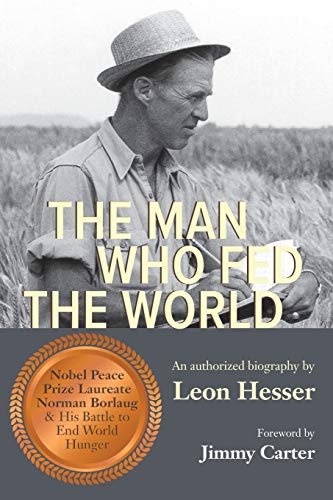 THE MAN
WHO FED
THE WORLD
Nobel Peace
Prize Laureate
Norman Borlaug
& His Battle to
End World
Hunger
An authorized biography by
Leon Hesser
Foreword by
Jimmy Carter